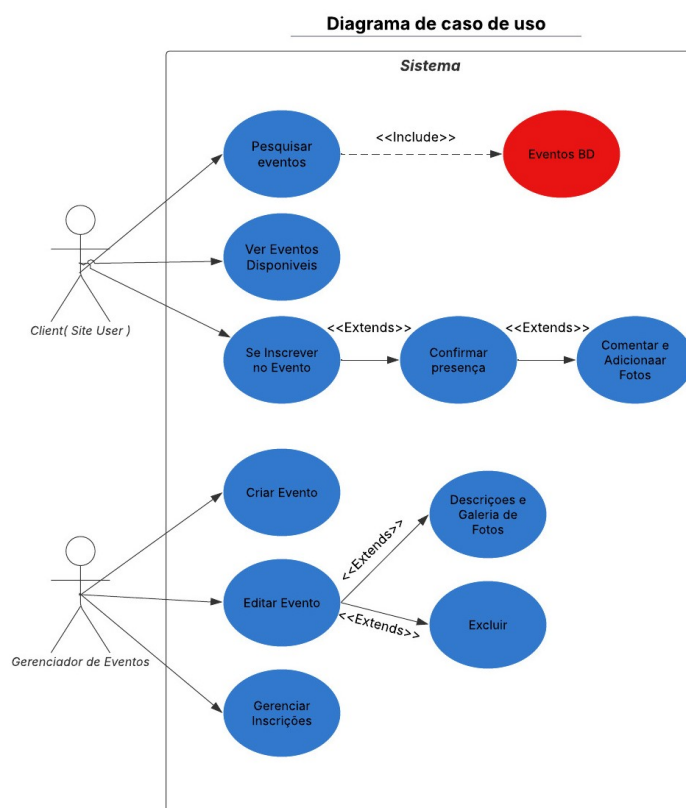 Diagrama de caso de uso
Sistema
Pesquisar
eventos
<<Include>>
Eventos BD
Ver Eventos
Disponiveis
Client( Site User )
Se Inscrever
no Evento
<<Extends>>
Confirmar
presença
<<Extends>>
Comentar e
Adicionaar
Fotos
Criar Evento
Descriçoes e
Galeria de
Fotos
<<Extends>>
Editar Evento
<<Extends>>
Excluir
Gerenciador de Eventos
Gerenciar
Inscrições